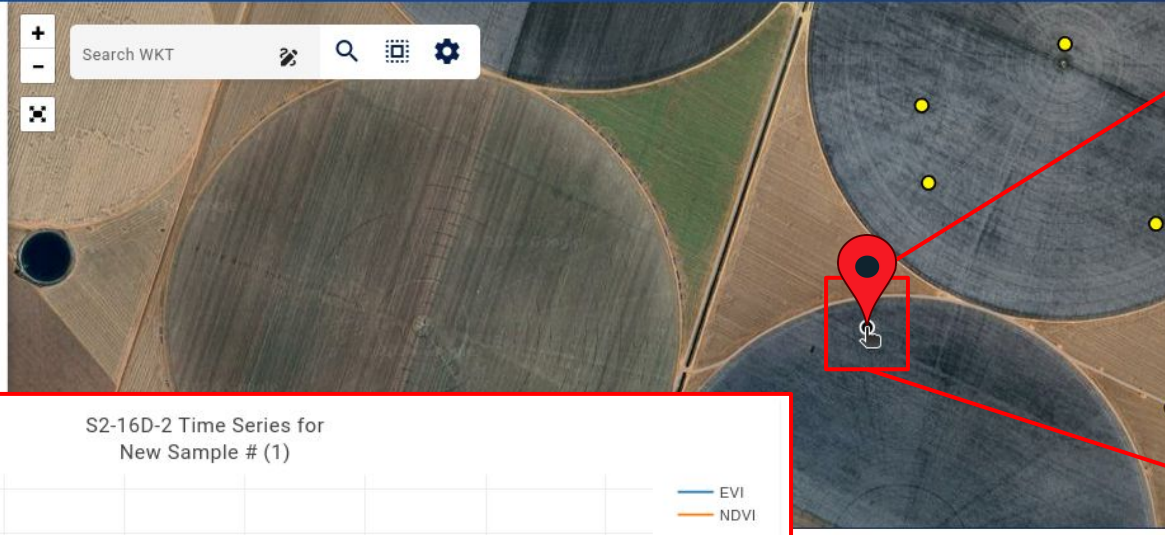 +
Search WKT
-
S2-16D-2 Time Series for
New Sample # (1)
EVI
NDVI